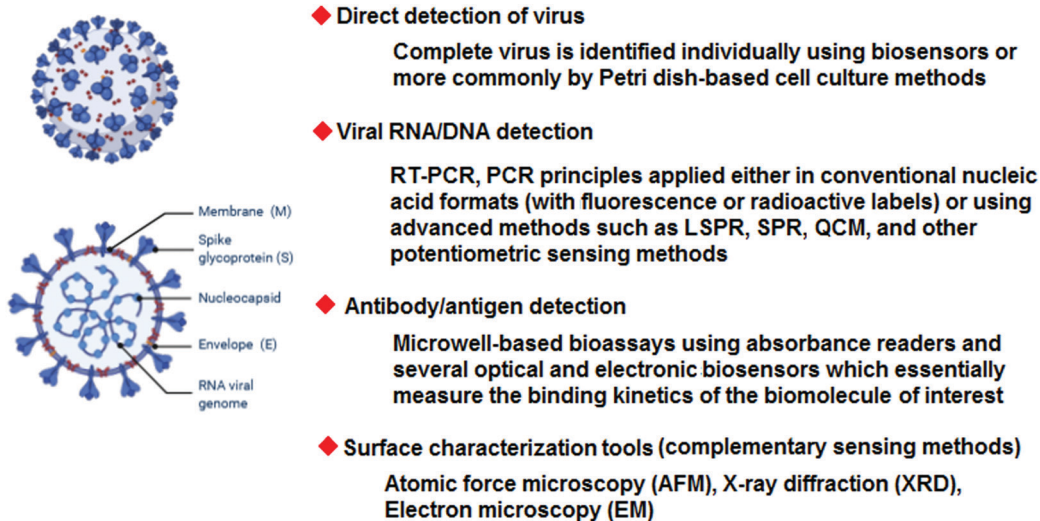 Direct detection of virus
Complete virus is identified individually using biosensors or
more commonly by Petri dish-based cell culture methods
Viral RNA/DNA detection
RT-PCR, PCR principles applied either in conventional nucleic
acid formats (with fluorescence or radioactive labels) or using
advanced methods such as LSPR, SPR, QCM, and other
potentiometric sensing methods
Membrane (M)
Spike
glycoprotein (S)
Nucleocapsid
Envelope (E)
RNA viral
genome
Antibody/antigen detection
Microwell-based bioassays using absorbance readers and
several optical and electronic biosensors which essentially
measure the binding kinetics of the biomolecule of interest
Surface characterization tools (complementary sensing methods)
Atomic force microscopy (AFM), X-ray diffraction (XRD),
Electron microscopy (EM)